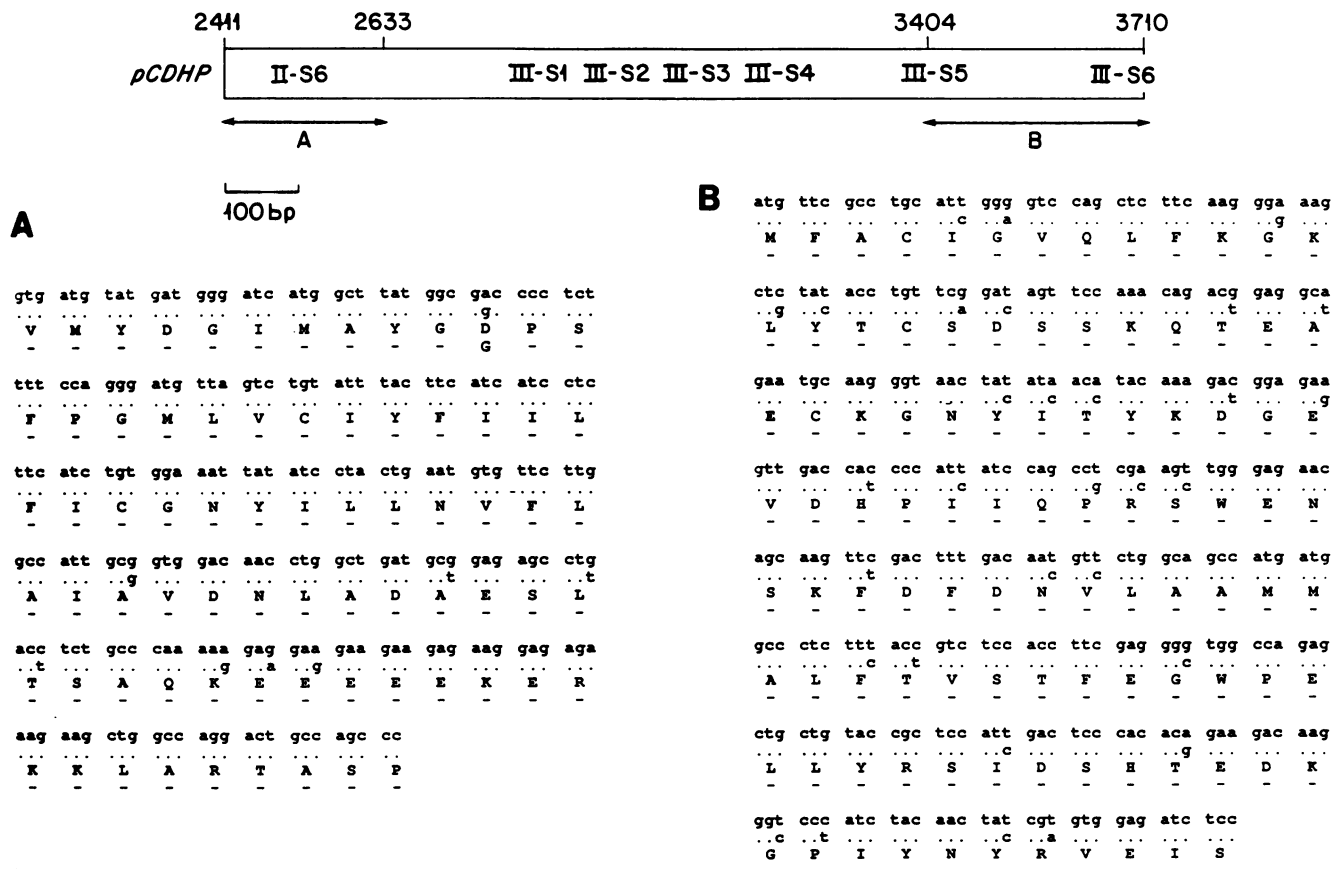 2411 2633 3404 3710
pCDHP II-S6 III-S1 III-S2 III-S3 III-S4 III-S5 III-S6
A B
100 bp
A
gtg atg tat gat ggg atc atg gct tat ggc gac ccc tct
... ... ... ... ... ... ... ... ... ... .g. ... ...
V M Y D G I M A Y G D P S
- - - - - - - - - - G - -
ttt cca ggg atg tta gtc tgt att tac ttc atc atc ctc
... ... ... ... ... ... ... ... ... ... ... ... ...
F P G M L V C I Y F I I L
- - - - - - - - - - - - -
ttc atc tgt gga aat tat atc cta ctg aat gtg ttc ttg
... ... ... ... ... ... ... ... ... ... ... ... ...
F I C G N Y I L L N V F L
- - - - - - - - - - - - -
gcc att gcg gtg gac aac ctg gct gat gcg gag agc ctg
... ... ..g ... ... ... ... ... ... ..t ... ... ..t
A I A V D N L A D A E S L
- - - - - - - - - - - - -
acc tct gcc caa aaa gag gaa gaa gaa gag aag gag aga
..t ... ... ... ..g ..a ..g ... ... ... ... ... ...
T S A Q K E E E E E K E R
- - - - - - - - - - - - -
aag aag ctg gcc agg act gcc agc cc
... ... ... ... ... ... ... ... ...
K K L A R T A S P
- - - - - - - - -
B
atg ttc gcc tgc att ggg gtc cag ctc ttc aag gga aag
... ... ... ... ..c ..a ... ... ... ... ... ..g ...
M F A C I G V Q L F K G K
- - - - - - - - - - - - -
ctc tat acc tgt tcg gat agt tcc aaa cag acg gag gca
..g ..c ... ... ..a ..c ... ... ... ... ..t ... ..t
L Y T C S D S S K Q T E A
- - - - - - - - - - - - -
gaa tgc aag ggt aac tat ata aca tac aaa gac gga gaa
... ... ... ... ... ..c ..c ..c ... ... ..t ... ..g
E C K G N Y I T Y K D G E
- - - - - - - - - - - - -
gtt gac cac ccc att atc cag cct cga agt tgg gag aac
... ... ..t ... ..c ... ... ..g ..c ..c ... ... ...
V D H P I I Q P R S W E N
- - - - - - - - - - - - -
agc aag ttc gac ttt gac aat gtt ctg gca gcc atg atg
... ... ..t ... ... ... ..c ..c ... ... ... ... ...
S K F D F D N V L A A M M
- - - - - - - - - - - - -
gcc ctc ttt acc gtc tcc acc ttc gag ggg tgg cca gag
... ... ..c ..t ... ... ... ... ... ..c ... ... ...
A L F T V S T F E G W P E
- - - - - - - - - - - - -
ctg ctg tac cgc tcc att gac tcc cac aca gaa gac aag
... ... ... ... ... ..c ... ... ... ..g ... ... ...
L L Y R S I D S H T E D K
- - - - - - - - - - - - -
ggt ccc atc tac aac tat cgt gtg gag atc tcc
..c ..t ... ... ... ..c ..a ... ... ... ...
G P I Y N Y R V E I S